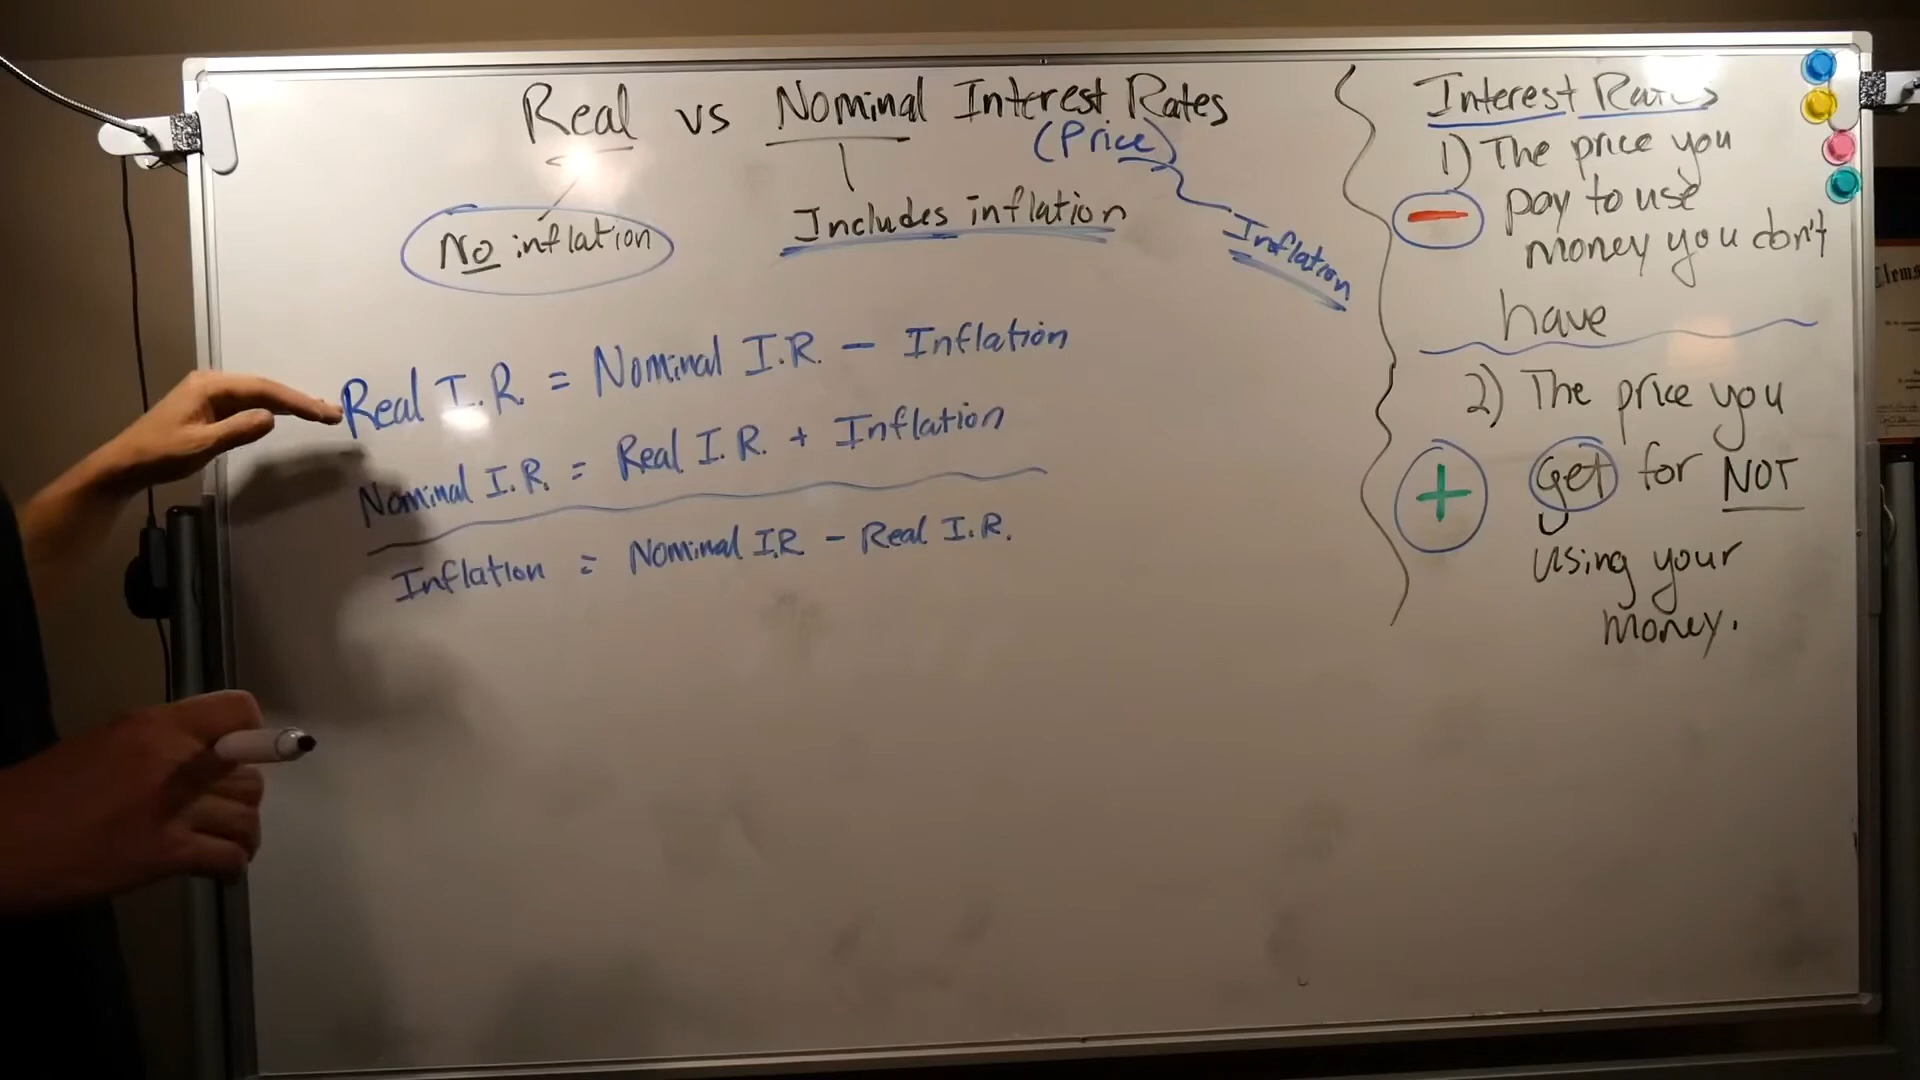 Real vs Nominal Interest Rates
(Price)
No inflation
Includes inflation
Inflation
Real I.R. = Nominal I.R. - Inflation
Nominal I.R. = Real I.R. + Inflation
Inflation = Nominal I.R - Real I.R.
Interest Rates
1) The price you
pay to use
money you don't
have
2) The price you
get for NOT
using your
money.